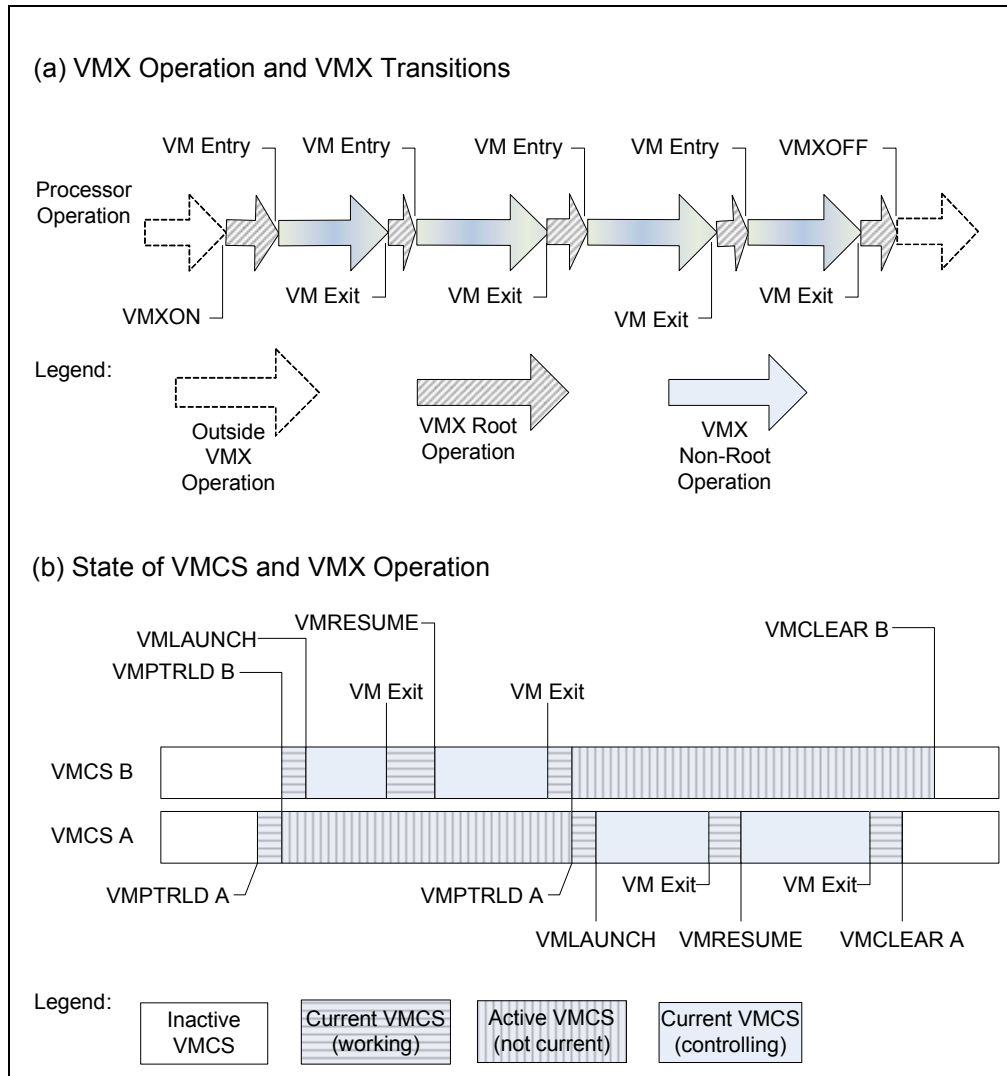 (a) VMX Operation and VMX Transitions
VM Entry
VM Entry
VM Entry
VM Entry
VMXOFF
Processor
Operation
VMXON
VM Exit
VM Exit
VM Exit
VM Exit
Legend:
Outside
VMX
Operation
VMX Root
Operation
VMX
Non-Root
Operation
(b) State of VMCS and VMX Operation
VMLAUNCH
VMPTRLD B
VMRESUME
VM Exit
VM Exit
VMCLEAR B
VMCS B
VMCS A
VMPTRLD A
VMPTRLD A
VM Exit
VM Exit
VMLAUNCH
VMRESUME
VMCLEAR A
Legend:
Inactive
VMCS
Current VMCS
(working)
Active VMCS
(not current)
Current VMCS
(controlling)